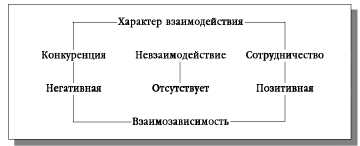 Характер взаимодействия
Конкуренция Невзаимодействие Сотрудничество
Негативная Отсутствует Позитивная
Взаимозависимость